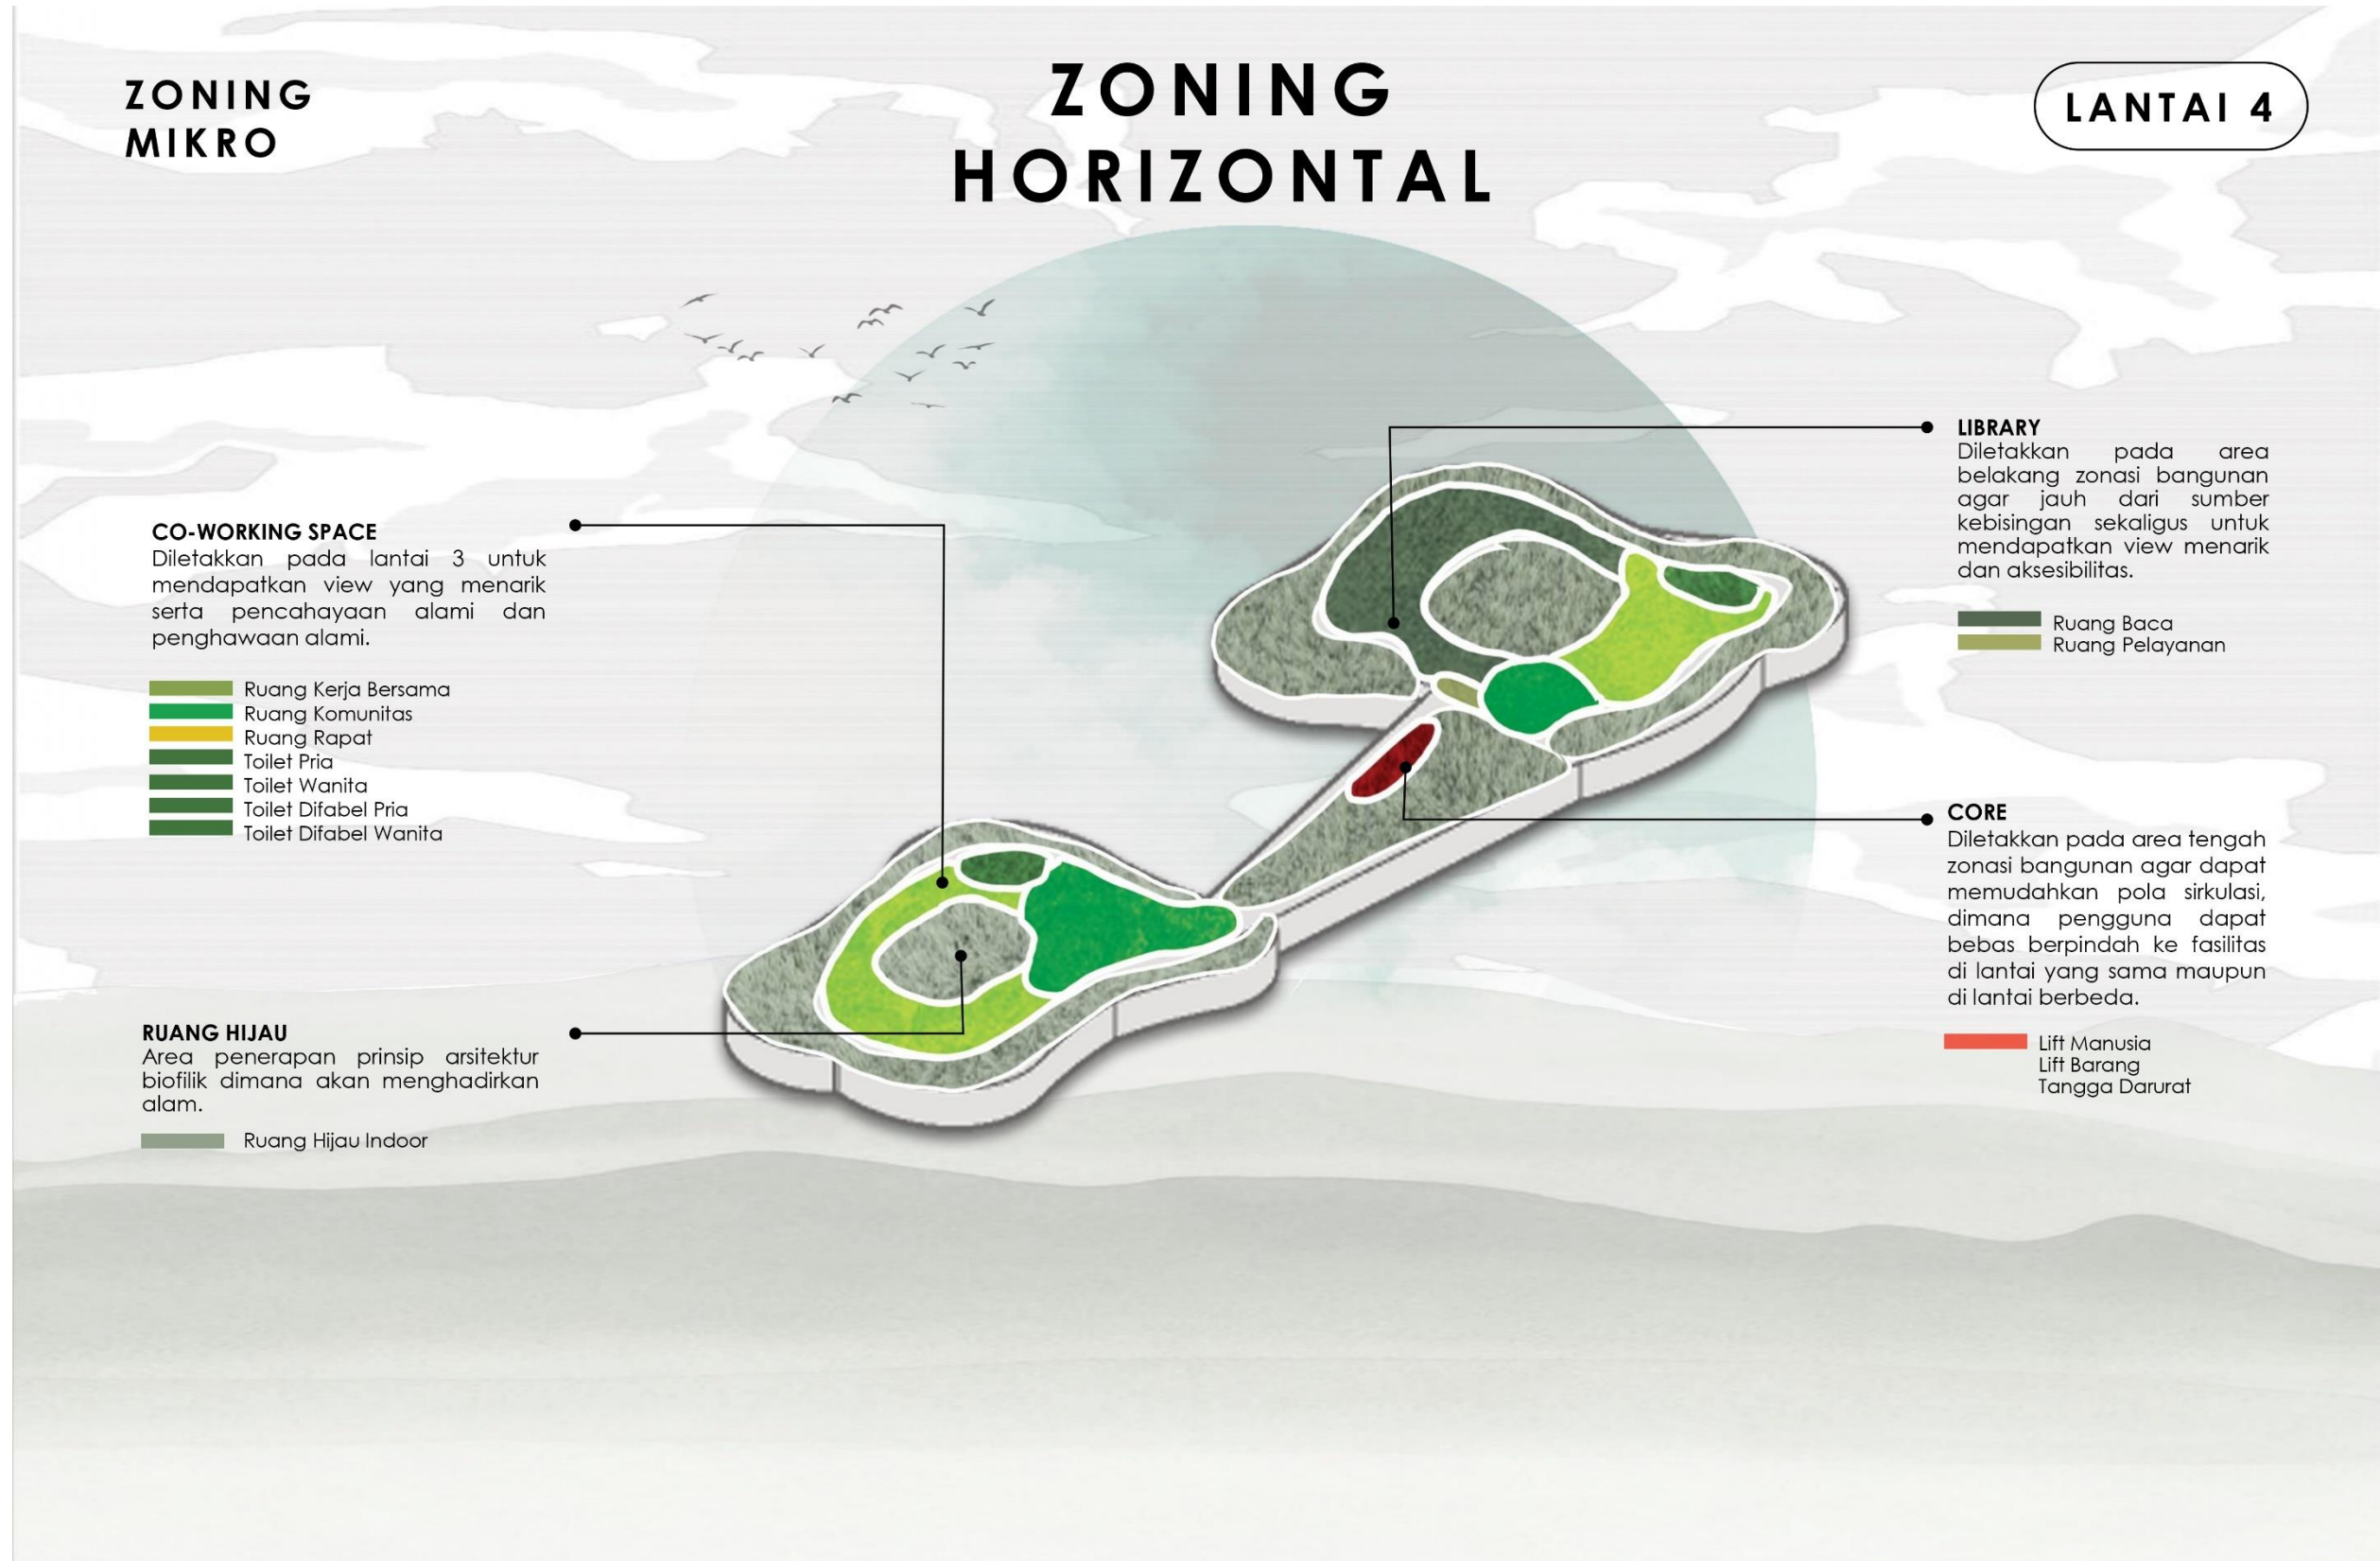 ZONING
MIKRO
ZONING
HORIZONTAL
LANTAI 4
CO-WORKING SPACE
Diletakkan pada lantai 3 untuk
mendapatkan view yang menarik
serta pencahayaan alami dan
penghawaan alami.
Ruang Kerja Bersama
Ruang Komunitas
Ruang Rapat
Toilet Pria
Toilet Wanita
Toilet Difabel Pria
Toilet Difabel Wanita
RUANG HIJAU
Area penerapan prinsip arsitektur
biofilik dimana akan menghadirkan
alam.
Ruang Hijau Indoor
LIBRARY
Diletakkan pada area
belakang zonasi bangunan
agar jauh dari sumber
kebisingan sekaligus untuk
mendapatkan view menarik
dan aksesibilitas.
Ruang Baca
Ruang Pelayanan
CORE
Diletakkan pada area tengah
zonasi bangunan agar dapat
memudahkan pola sirkulasi,
dimana pengguna dapat
bebas berpindah ke fasilitas
di lantai yang sama maupun
di lantai berbeda.
Lift Manusia
Lift Barang
Tangga Darurat